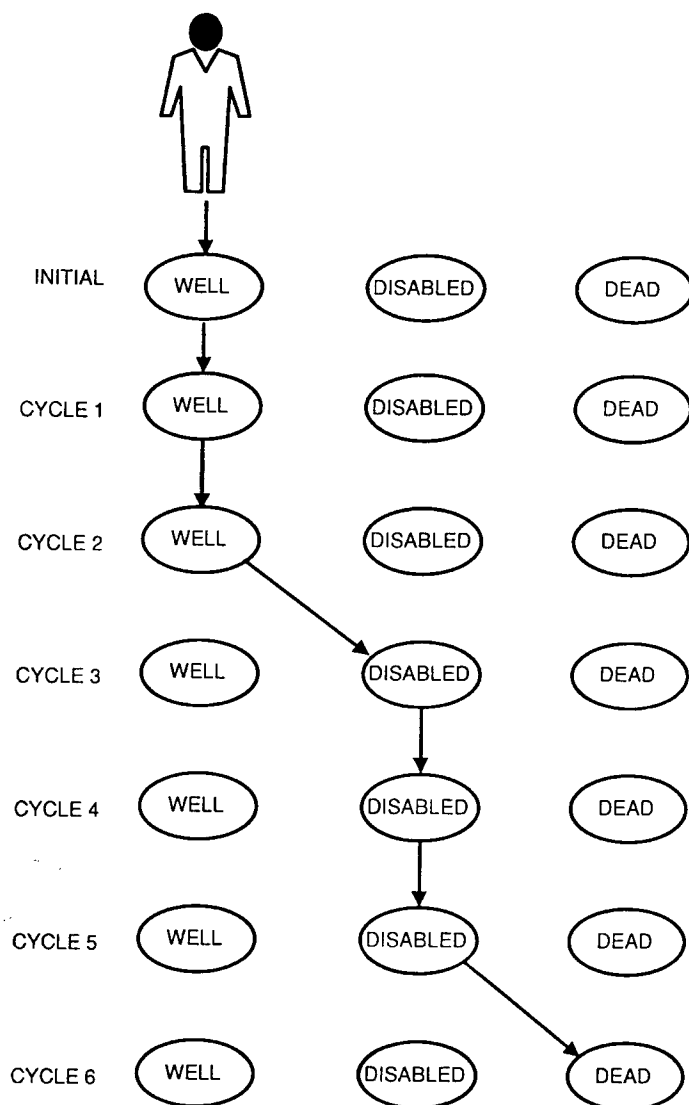 INITIAL WELL DISABLED DEAD
CYCLE 1 WELL DISABLED DEAD
CYCLE 2 WELL DISABLED DEAD
CYCLE 3 WELL DISABLED DEAD
CYCLE 4 WELL DISABLED DEAD
CYCLE 5 WELL DISABLED DEAD
CYCLE 6 WELL DISABLED DEAD